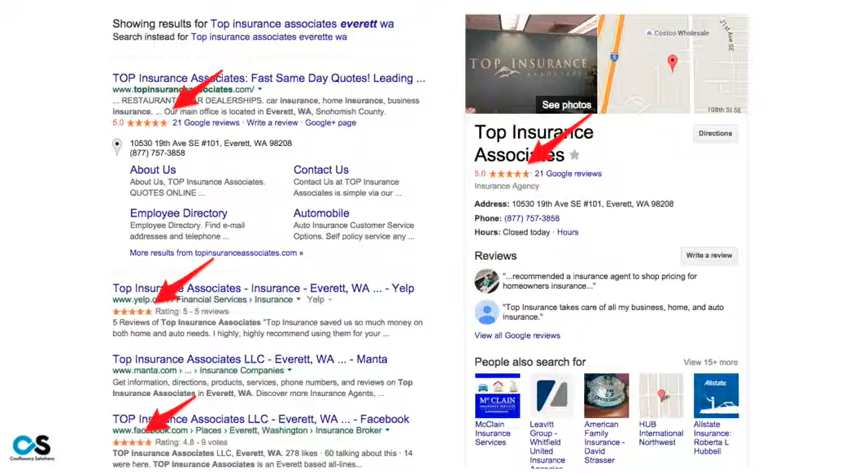 Showing results for Top insurance associates everett wa
Search instead for Top insurance associates everette wa
TOP Insurance Associates: Fast Same Day Quotes! Leading ...
www.topinsuranceassociates.com/
... RESTAURANT DEALERSHIPS. car insurance, home insurance, business
insurance. ... Our main office is located in Everett, WA, Snohomish County.
5.0 21 Google reviews · Write a review · Google+ page
10530 19th Ave SE #101, Everett, WA 98208
(877) 757-3858
About Us
About Us, TOP Insurance Associates.
QUOTES ONLINE ...
Contact Us
Contact Us at TOP Insurance
Associates is simple via our ...
Employee Directory
Employee Directory. Find e-mail
addresses and telephone ...
Automobile
Auto Insurance Customer Service
Options. Self policy service any ...
More results from topinsuranceassociates.com »
Top Insurance Associates - Insurance - Everett, WA ... - Yelp
www.yelp. › Financial Services › Insurance Yelp
Rating: 5 - 5 reviews
5 Reviews of Top Insurance Associates "Top Insurance saved us so much money on
both home and auto needs. I highly, highly recommend using them for your ...
Top Insurance Associates LLC - Everett, WA ... - Manta
www.manta.com › ... › Insurance Companies
Get information, directions, products, services, phone numbers, and reviews on Top
Insurance Associates in Everett, WA. Discover more Insurance Agents, ...
TOP Insurance Associates LLC - Everett, WA ... - Facebook
www.facebook.com › Places › Everett, Washington › Insurance Broker
Rating: 4.8 - 9 votes
TOP Insurance Associates LLC, Everett, WA. 278 likes · 60 talking about this · 14
were here. TOP Insurance Associates is an Everett based all-lines...
CS
TOP INSURANCE
ASSOCIATES
See photos
Costco Wholesale
5
19th Ave SE
108th St SE
Top Insurance
Associates
Directions
5.0 21 Google reviews
Insurance Agency
Address: 10530 19th Ave SE #101, Everett, WA 98208
Phone: (877) 757-3858
Hours: Closed today · Hours
Reviews
Write a review
"...recommended a insurance agent to shop pricing for
homeowners insurance..."
"Top Insurance takes care of all my business, home, and auto
insurance."
View all Google reviews
People also search for
View 15+ more
McCLAIN
Allstate
McClain
Insurance
Services
Leavitt
Group -
Whitfield
United
Insurance
American
Family
Insurance -
David
Strasser
HUB
International
Northwest
Allstate
Insurance:
Roberta L.
Hubbell